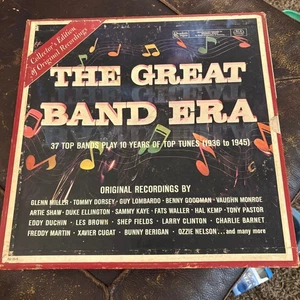 Collector's Edition
of Original Recordings
THE GREAT
BAND ERA
37 TOP BANDS PLAY 10 YEARS OF TOP TUNES (1936 to 1945)
ORIGINAL RECORDINGS BY
GLENN MILLER · TOMMY DORSEY · GUY LOMBARDO · BENNY GOODMAN · VAUGHN MONROE
ARTIE SHAW · DUKE ELLINGTON · SAMMY KAYE · FATS WALLER · HAL KEMP · TONY PASTOR
EDDY DUCHIN · LES BROWN · SHEP FIELDS · LARRY CLINTON · CHARLIE BARNET
FREDDY MARTIN · XAVIER CUGAT · BUNNY BERIGAN · OZZIE NELSON...and many more